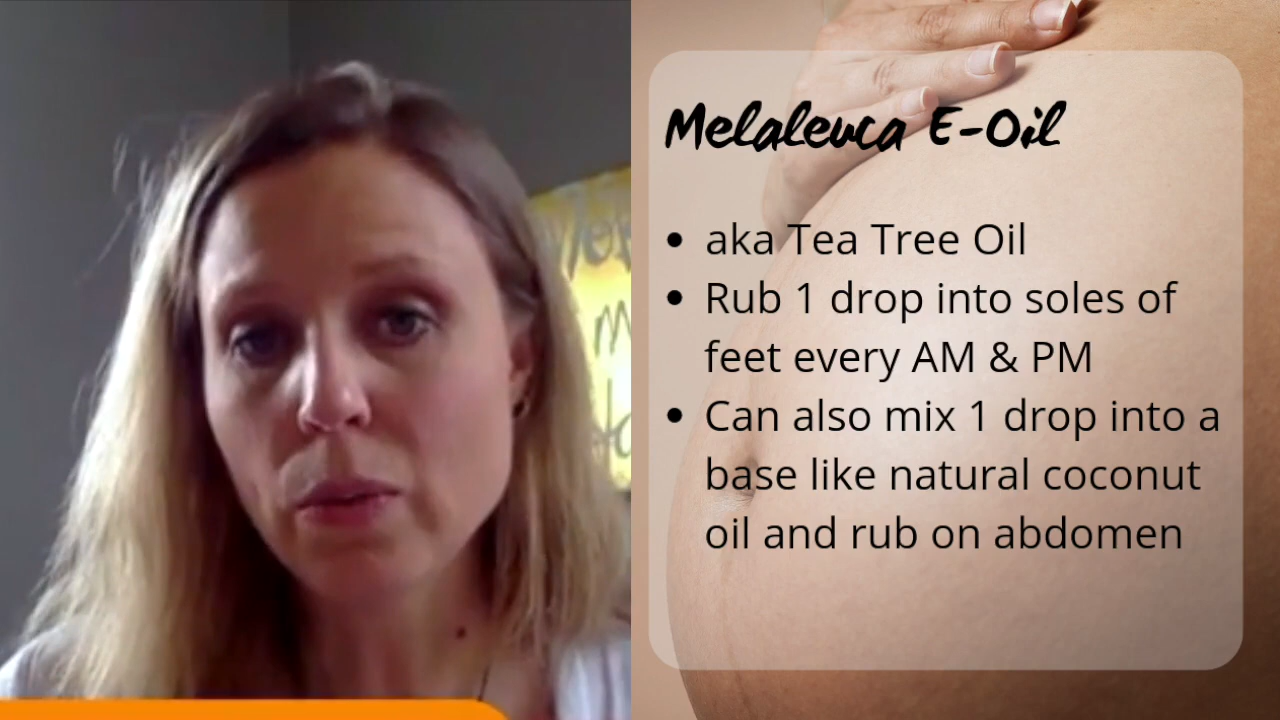 Melaleuca E-Oil
• aka Tea Tree Oil
• Rub 1 drop into soles of
feet every AM & PM
• Can also mix 1 drop into a
base like natural coconut
oil and rub on abdomen